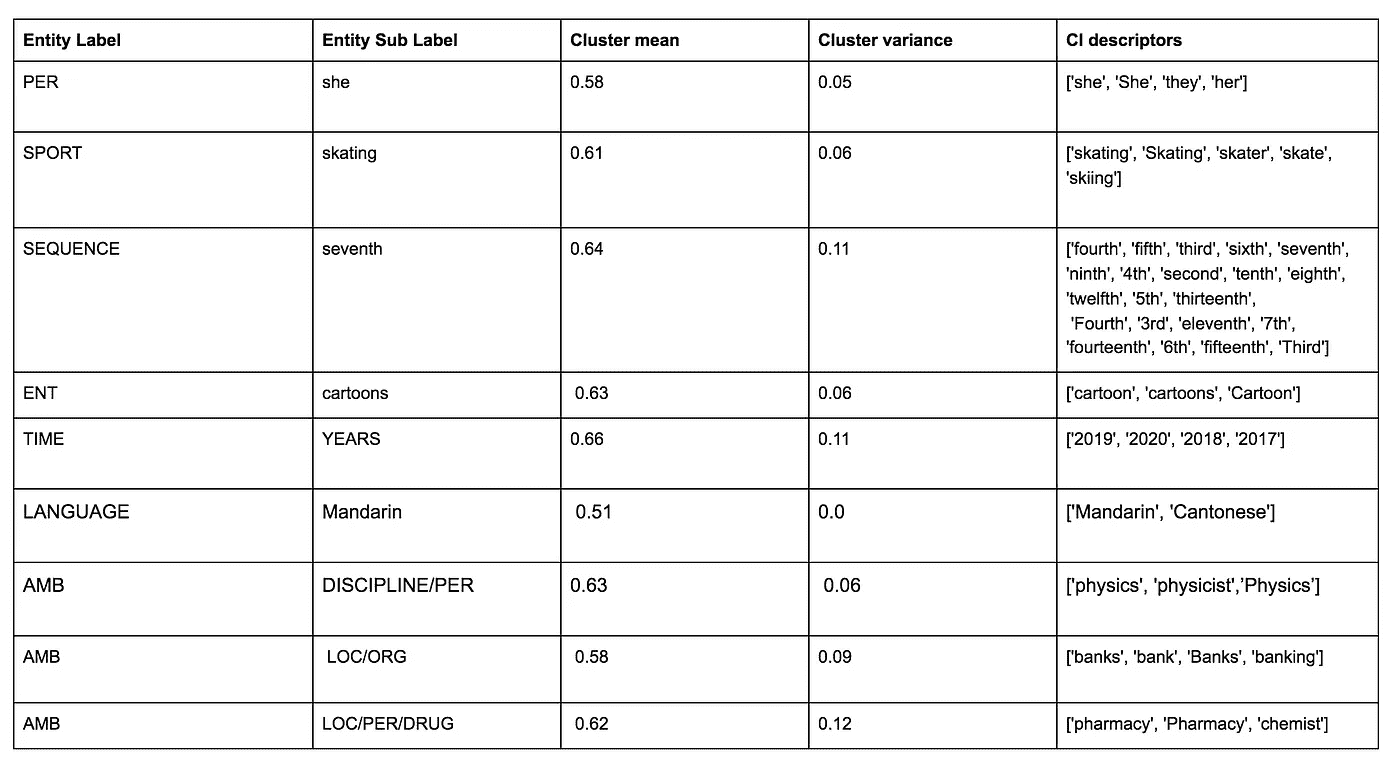 Entity Label Entity Sub Label Cluster mean Cluster variance CI descriptors
PER she 0.58 0.05 ['she', 'She', 'they', 'her']
SPORT skating 0.61 0.06 ['skating', 'Skating', 'skater', 'skate',
'skiing']
SEQUENCE seventh 0.64 0.11 ['fourth', 'fifth', 'third', 'sixth', 'seventh',
'ninth', '4th', 'second', 'tenth', 'eighth',
'twelfth', '5th', 'thirteenth',
'Fourth', '3rd', 'eleventh', '7th',
'fourteenth', '6th', 'fifteenth', 'Third']
ENT cartoons 0.63 0.06 ['cartoon', 'cartoons', 'Cartoon']
TIME YEARS 0.66 0.11 ['2019', '2020', '2018', '2017']
LANGUAGE Mandarin 0.51 0.0 ['Mandarin', 'Cantonese']
AMB DISCIPLINE/PER 0.63 0.06 ['physics', 'physicist',’Physics’]
AMB LOC/ORG 0.58 0.09 ['banks', 'bank', 'Banks', 'banking']
AMB LOC/PER/DRUG 0.62 0.12 ['pharmacy', 'Pharmacy', 'chemist']